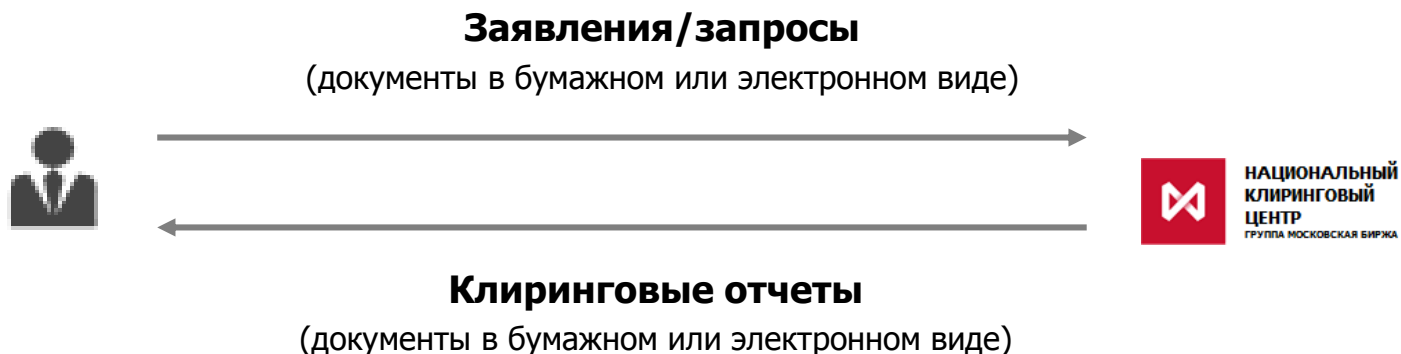 Заявления/запросы
(документы в бумажном или электронном виде)
НАЦИОНАЛЬНЫЙ
КЛИРИНГОВЫЙ
ЦЕНТР
ГРУППА МОСКОВСКАЯ БИРЖА
Клиринговые отчеты
(документы в бумажном или электронном виде)